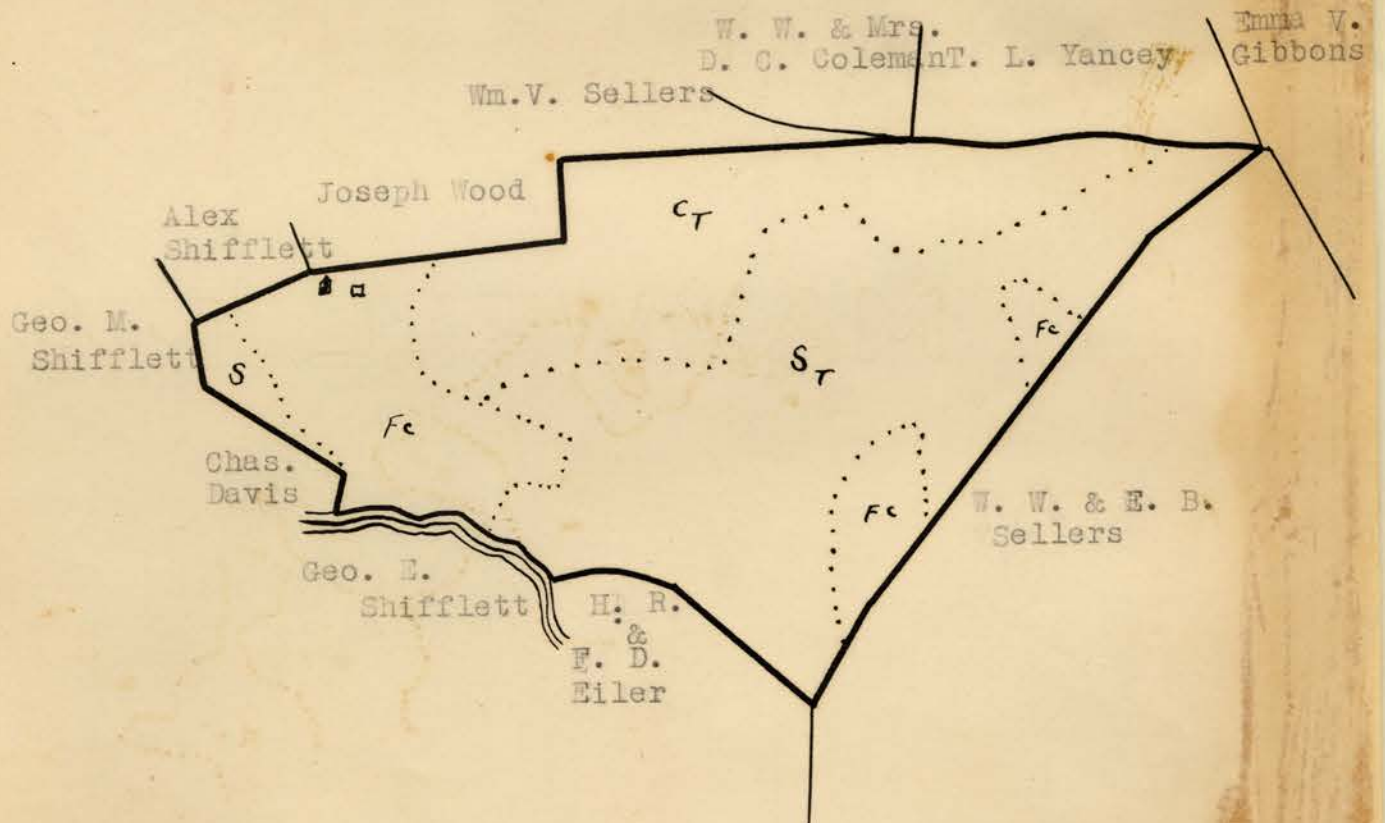 W. W. & Mrs.
D. C. Coleman
T. L. Yancey
Emma V.
Gibbons
Wm.V. Sellers
Joseph Wood
Alex
Shifflett
Geo. M.
Shifflett
CT
S
Fc
ST
Fc
Fc
Chas.
Davis
W. W. & E. B.
Sellers
Geo. E.
Shifflett
H. R.
&
F. D.
Eiler